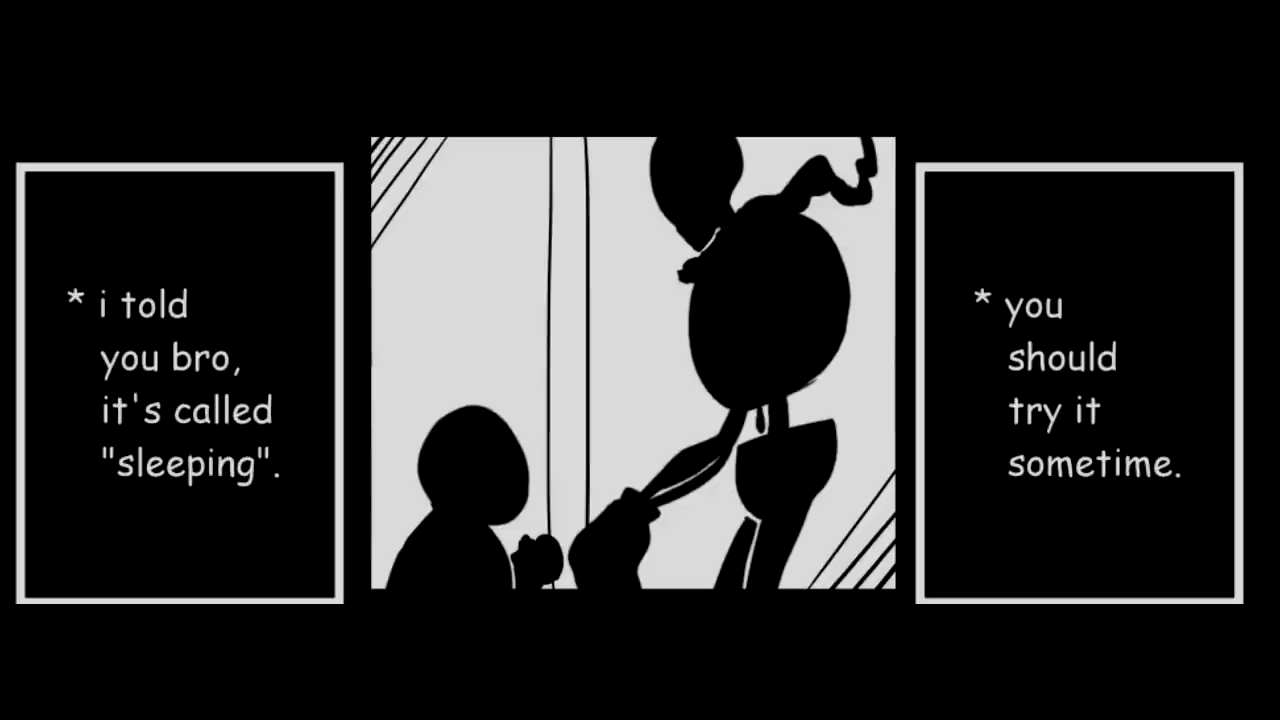 * i told
you bro,
it's called
"sleeping".
* you
should
try it
sometime.